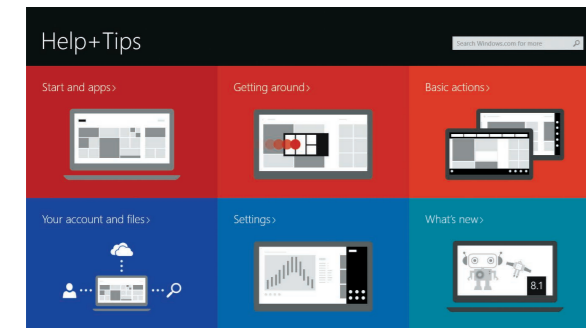 Help+Tips
Search Windows.com for more
Start and apps>
Getting around>
Basic actions>
Your account and files>
Settings>
What's new>
8.1